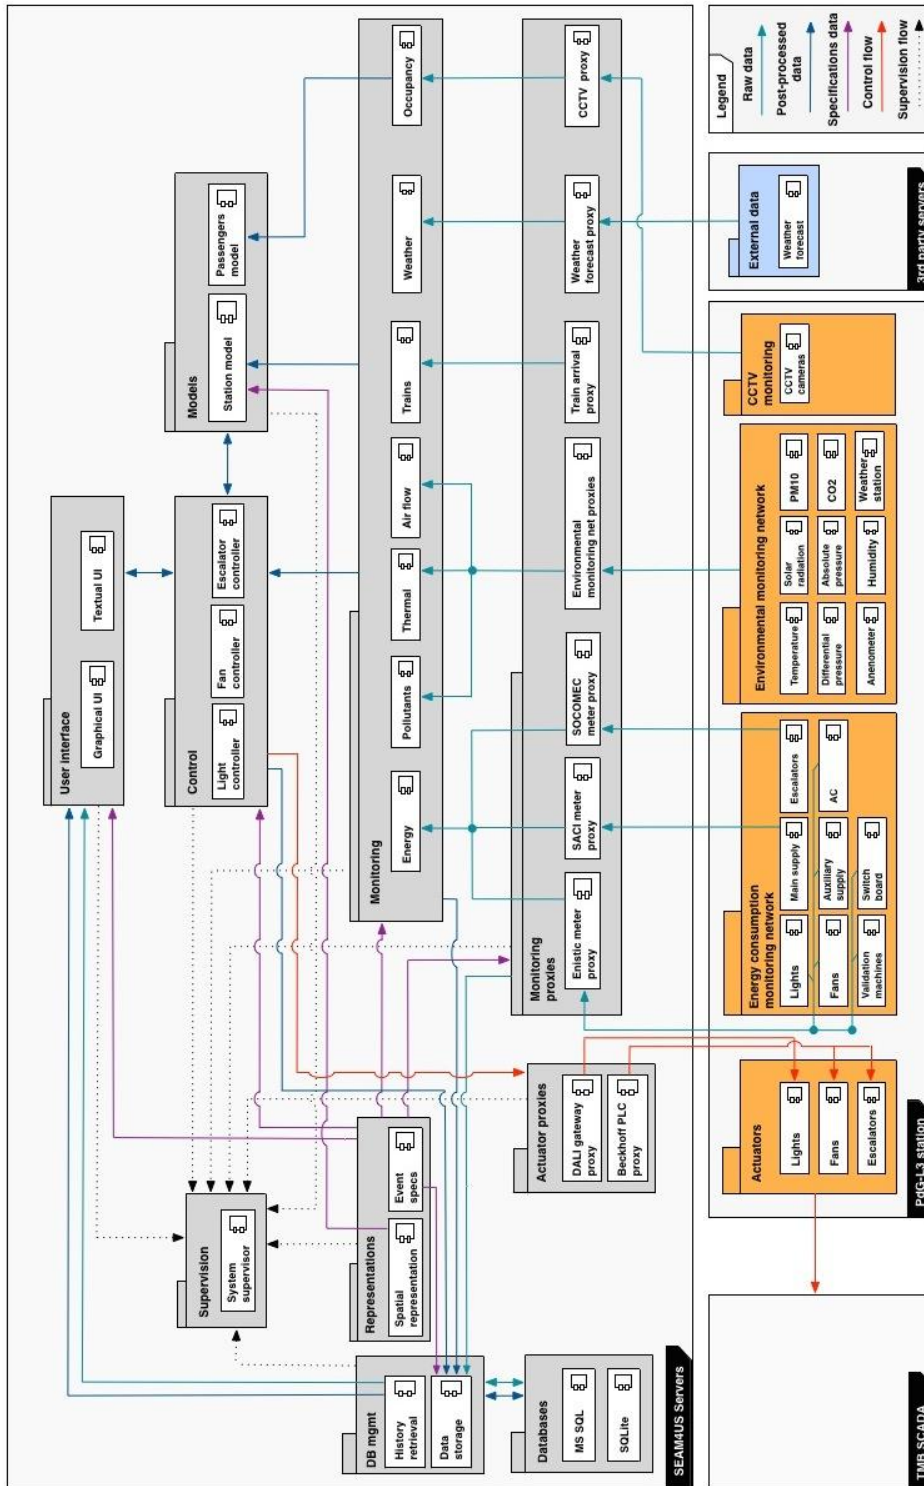 User interface
Graphical UI
Textual UI
Supervision
System
supervisor
Control
Light
controller
Fan
controller
Escalator
controller
Models
Station model
Passengers
model
DB mgmt
History
retrieval
Data
storage
Representations
Spatial
representation
Event
specs
Monitoring
Energy
Pollutants
Thermal
Air flow
Trains
Weather
Occupancy
Databases
MS SQL
SQLite
Actuator proxies
DALI gateway
proxy
Beckhoff PLC
proxy
Monitoring
proxies
Enistic meter
proxy
SACI meter
proxy
SOCOMEC
meter proxy
Environmental
monitoring net proxies
Train arrival
proxy
Weather
forecast proxy
CCTV proxy
SEAM4US Servers
TMB SCADA
Actuators
Lights
Fans
Escalators
Energy consumption
monitoring network
Lights
Main supply
Escalators
Fans
Auxiliary
supply
AC
Validation
machines
Switch
board
Environmental monitoring network
Temperature
Solar
radiation
PM10
Differential
pressure
Absolute
pressure
CO2
Anenometer
Humidity
Weather
station
CCTV
monitoring
CCTV
cameras
PdG-L3 station
External data
Weather
forecast
3rd party servers
Legend
Raw data
Post-processed
data
Specifications data
Control flow
Supervision flow